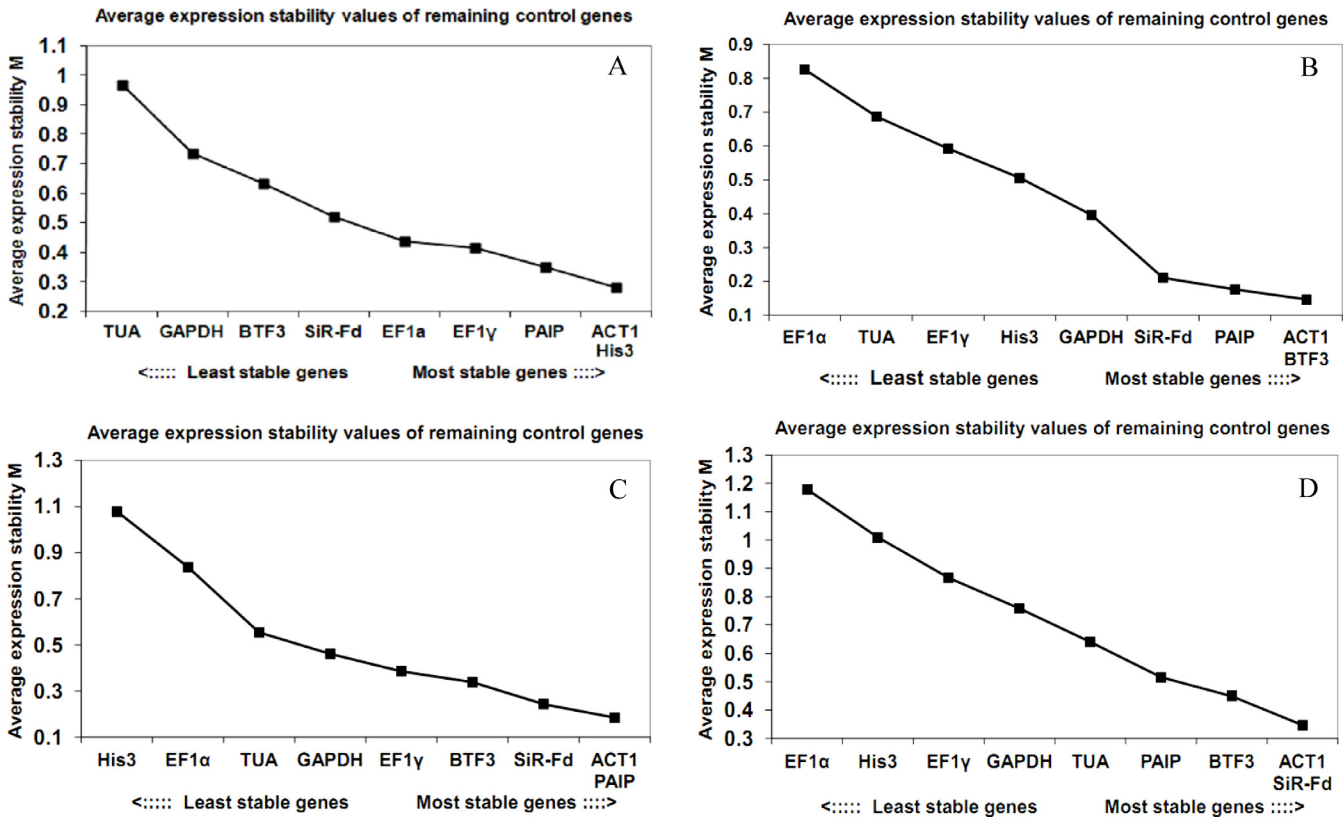 Average expression stability values of remaining control genes
A
Average expression stability M
1.1
1
0.9
0.8
0.7
0.6
0.5
0.4
0.3
0.2
TUA GAPDH BTF3 SiR-Fd EF1a EF1γ PAIP ACT1
His3
<::::: Least stable genes Most stable genes ::::>
Average expression stability values of remaining control genes
B
Average expression stability M
0.9
0.8
0.7
0.6
0.5
0.4
0.3
0.2
0.1
EF1α TUA EF1γ His3 GAPDH SiR-Fd PAIP ACT1
BTF3
<::::: Least stable genes Most stable genes ::::>
Average expression stability values of remaining control genes
C
Average expression stability M
1.3
1.1
0.9
0.7
0.5
0.3
0.1
His3 EF1α TUA GAPDH EF1γ BTF3 SiR-Fd ACT1
PAIP
<::::: Least stable genes Most stable genes ::::>
Average expression stability values of remaining control genes
D
Average expression stability M
1.3
1.2
1.1
1
0.9
0.8
0.7
0.6
0.5
0.4
0.3
EF1α His3 EF1γ GAPDH TUA PAIP BTF3 ACT1
SiR-Fd
<::::: Least stable genes Most stable genes ::::>